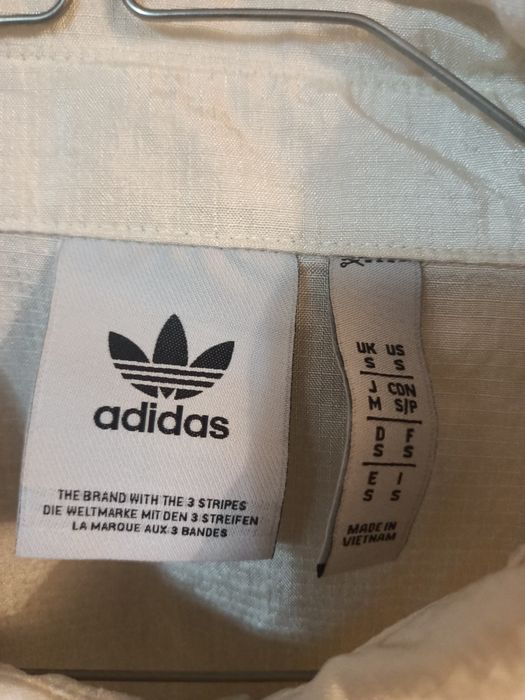 adidas
THE BRAND WITH THE 3 STRIPES
DIE WELTMARKE MIT DEN 3 STREIFEN
LA MARQUE AUX 3 BANDES
UK US
S S
J CDN
M S/P
D F
S S
E I
S S
MADE IN
VIETNAM